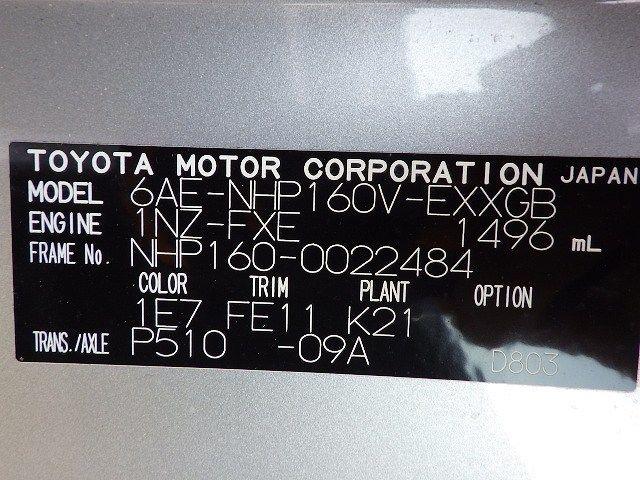 TOYOTA MOTOR CORPORATION JAPAN
MODEL 6AE-NHP160V-EXXGB
ENGINE 1NZ-FXE 1496 mL
FRAME No. NHP160-0022484
COLOR TRIM PLANT OPTION
1E7 FE11 K21
TRANS./AXLE P510 -09A D803